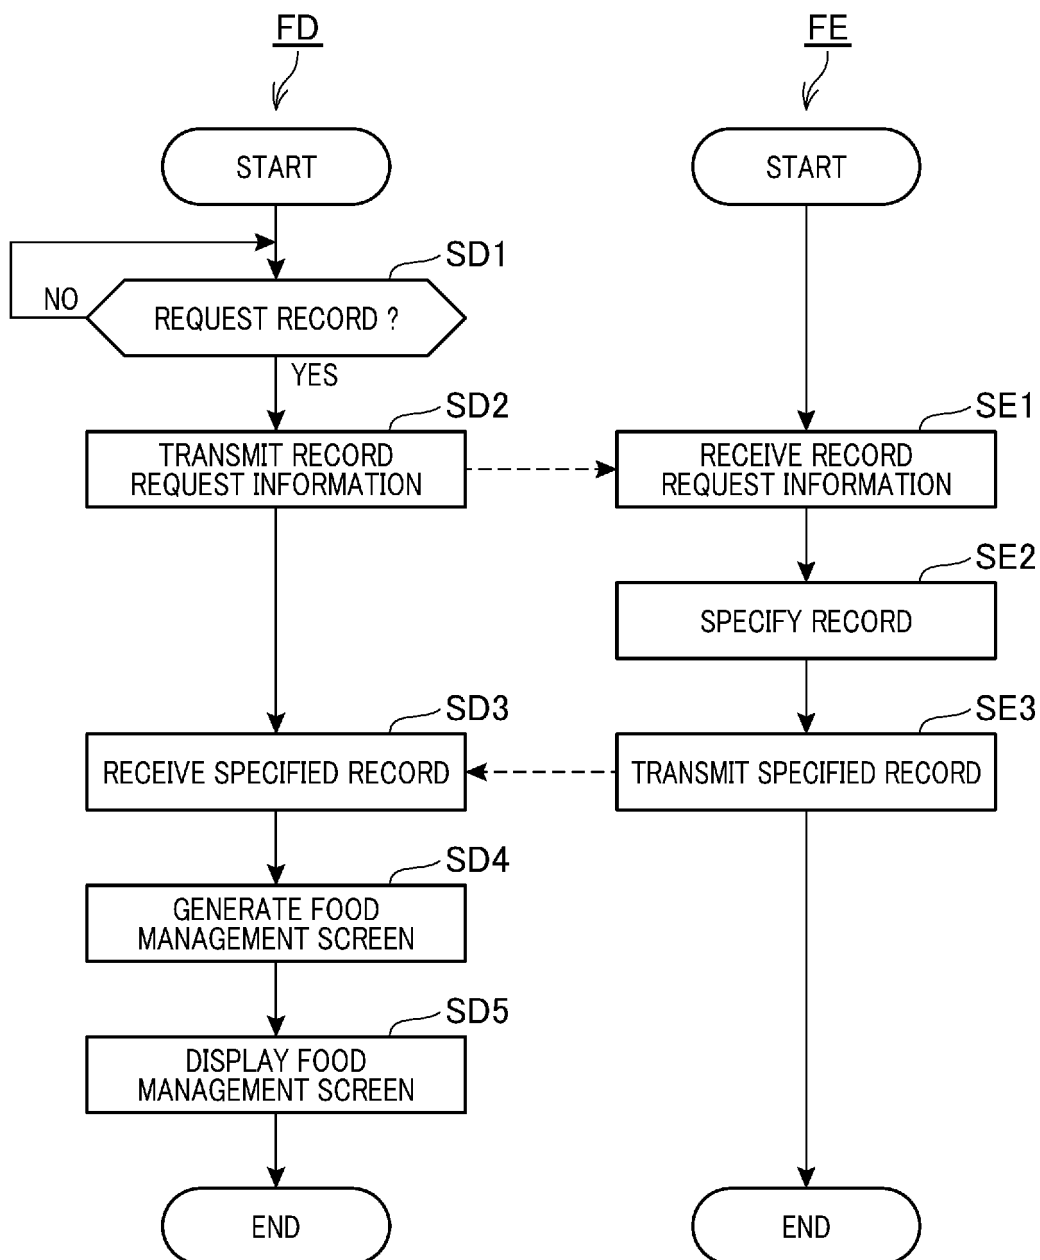 FD
FE
START
START
SD1
NO
REQUEST RECORD ?
YES
SD2
TRANSMIT RECORD
REQUEST INFORMATION
SE1
RECEIVE RECORD
REQUEST INFORMATION
SE2
SPECIFY RECORD
SD3
RECEIVE SPECIFIED RECORD
SE3
TRANSMIT SPECIFIED RECORD
SD4
GENERATE FOOD
MANAGEMENT SCREEN
SD5
DISPLAY FOOD
MANAGEMENT SCREEN
END
END